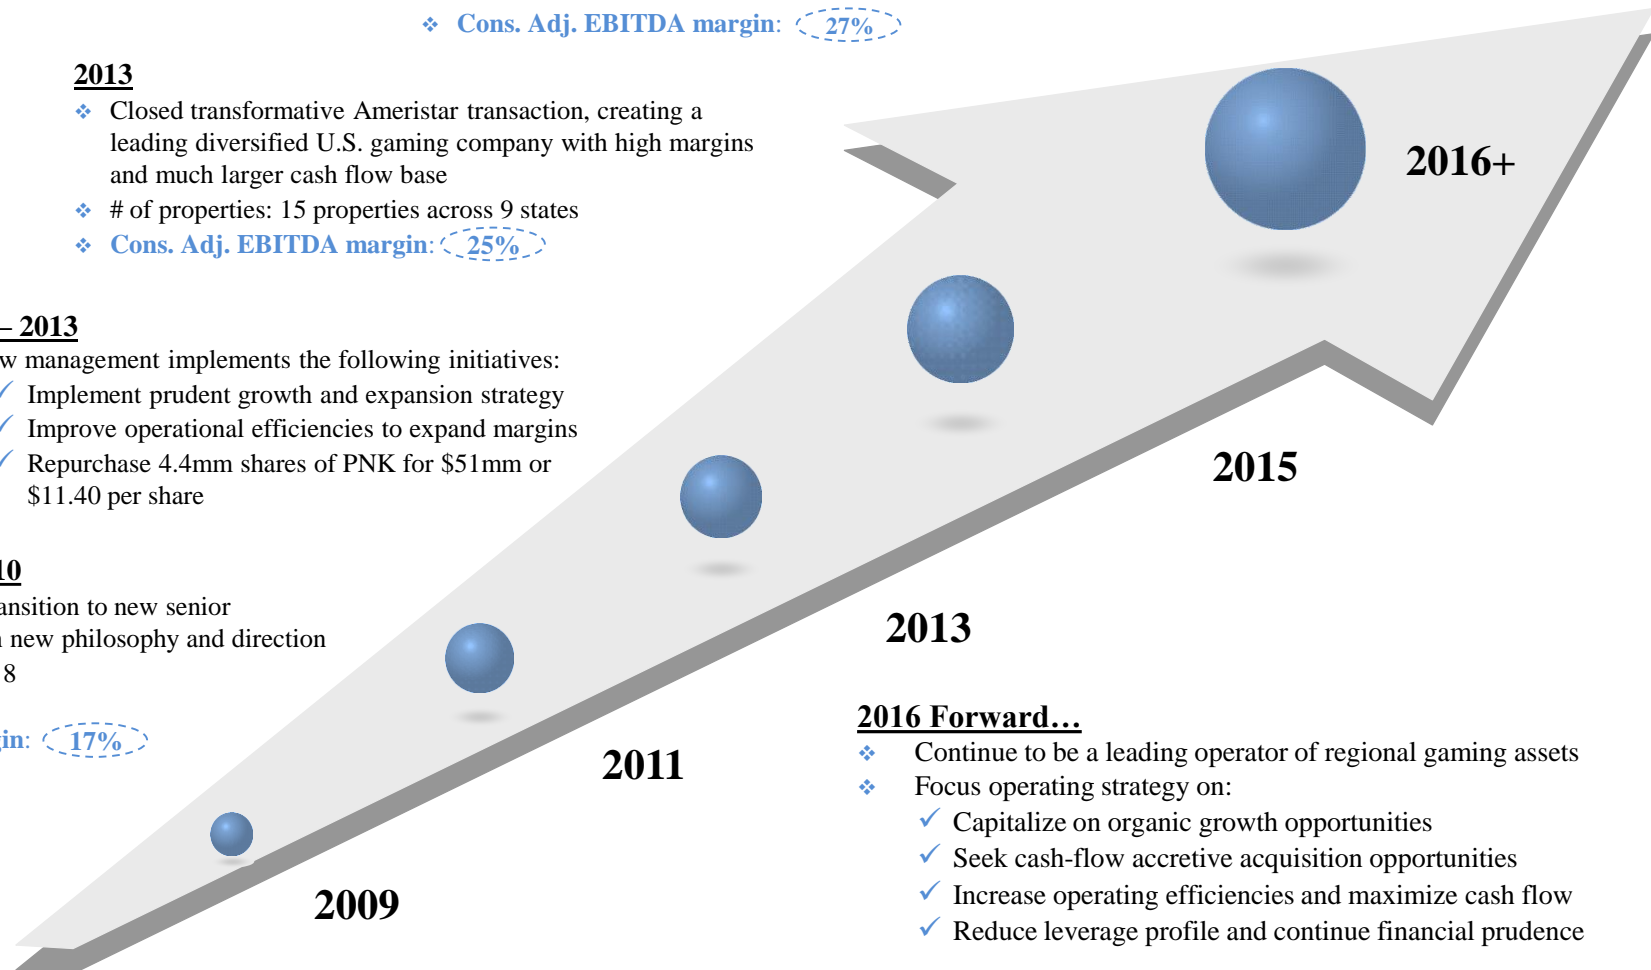 ❖ Cons. Adj. EBITDA margin: 27%
2013
❖ Closed transformative Ameristar transaction, creating a
leading diversified U.S. gaming company with high margins
and much larger cash flow base
❖ # of properties: 15 properties across 9 states
❖ Cons. Adj. EBITDA margin: 25%
– 2013
w management implements the following initiatives:
✓ Implement prudent growth and expansion strategy
✓ Improve operational efficiencies to expand margins
✓ Repurchase 4.4mm shares of PNK for $51mm or
$11.40 per share
10
ansition to new senior
new philosophy and direction
8
in: 17%
2016+
2015
2013
2011
2009
2016 Forward…
❖ Continue to be a leading operator of regional gaming assets
❖ Focus operating strategy on:
✓ Capitalize on organic growth opportunities
✓ Seek cash-flow accretive acquisition opportunities
✓ Increase operating efficiencies and maximize cash flow
✓ Reduce leverage profile and continue financial prudence